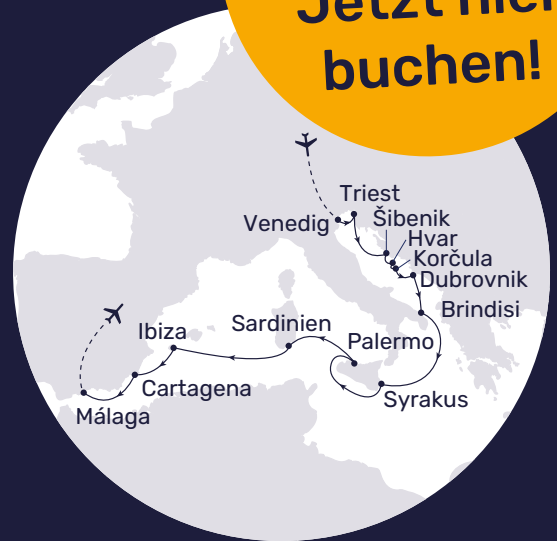 Jetzt hier
buchen!
Triest
Venedig
Šibenik
Hvar
Korčula
Dubrovnik
Brindisi
Ibiza
Sardinien
Palermo
Cartagena
Syrakus
Málaga